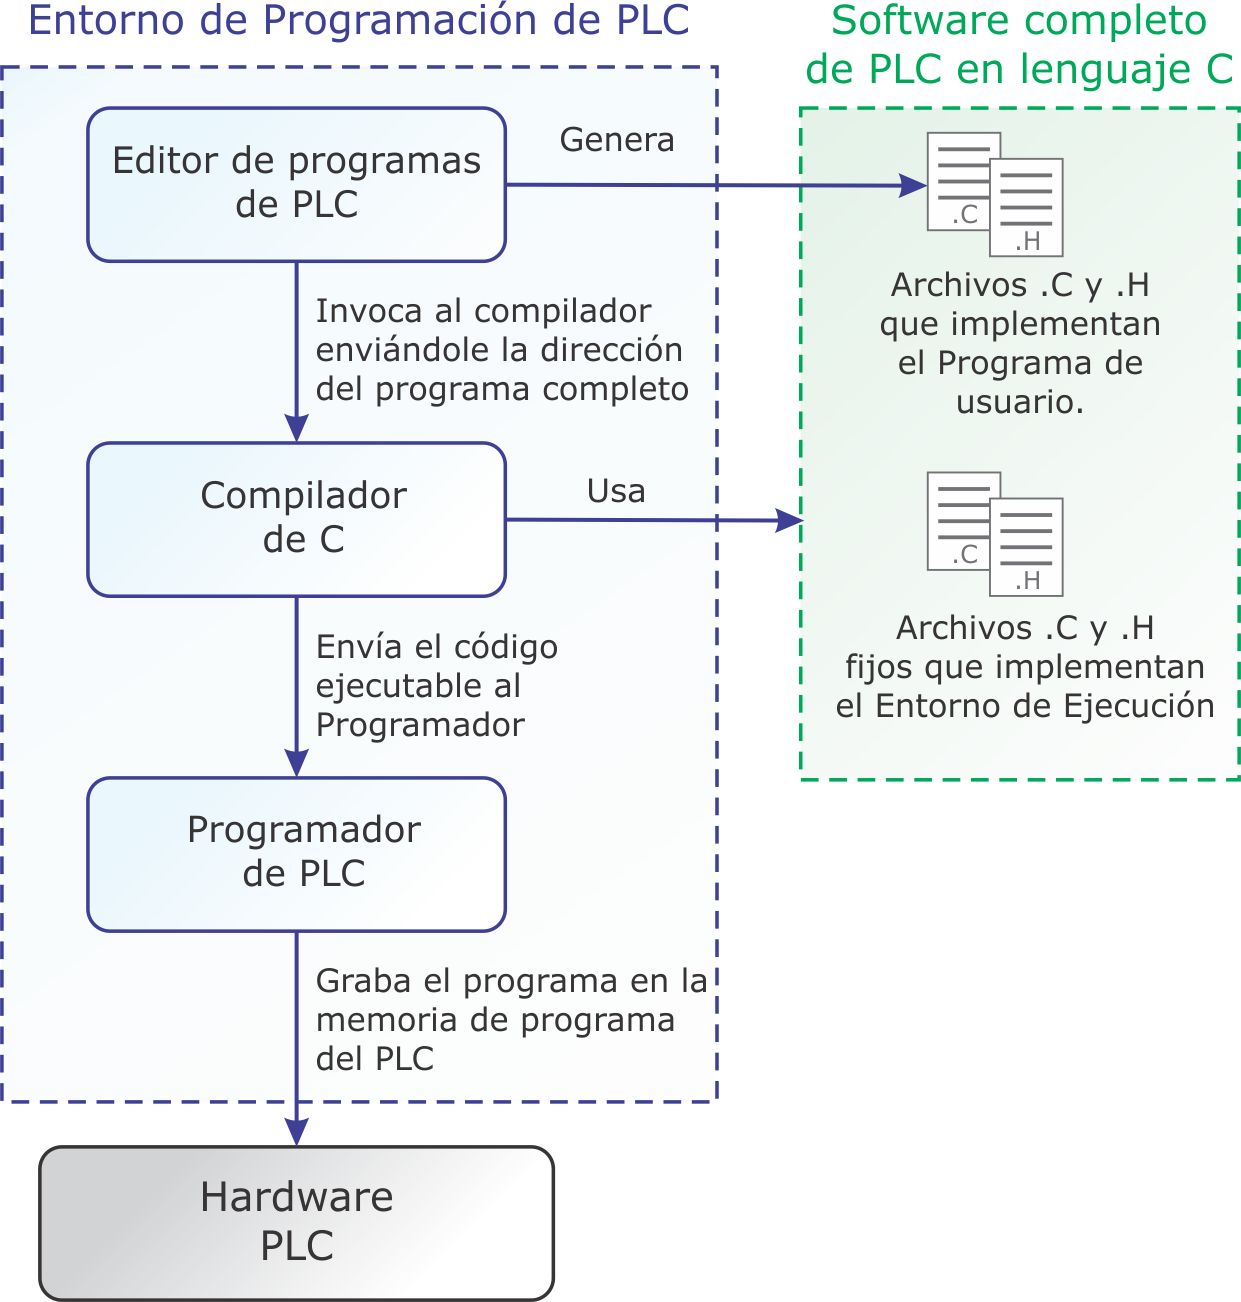 Entorno de Programación de PLC
Editor de programas
de PLC
Genera
Invoca al compilador
enviándole la dirección
del programa completo
Compilador
de C
Usa
Envía el código
ejecutable al
Programador
Programador
de PLC
Graba el programa en la
memoria de programa
del PLC
Hardware
PLC
Software completo
de PLC en lenguaje C
.C
.H
Archivos .C y .H
que implementan
el Programa de
usuario.
.C
.H
Archivos .C y .H
fijos que implementan
el Entorno de Ejecución